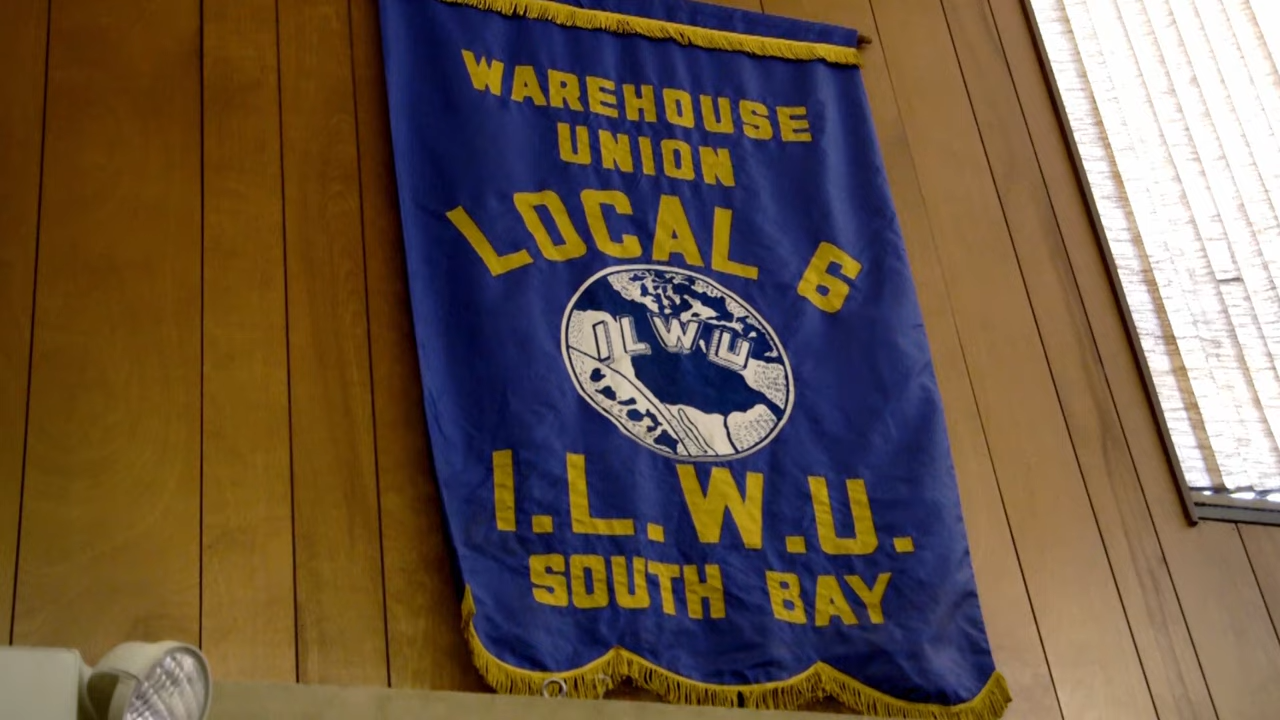 WAREHOUSE
UNION
LOCAL 6
ILWU
I.L.W.U.
SOUTH BAY